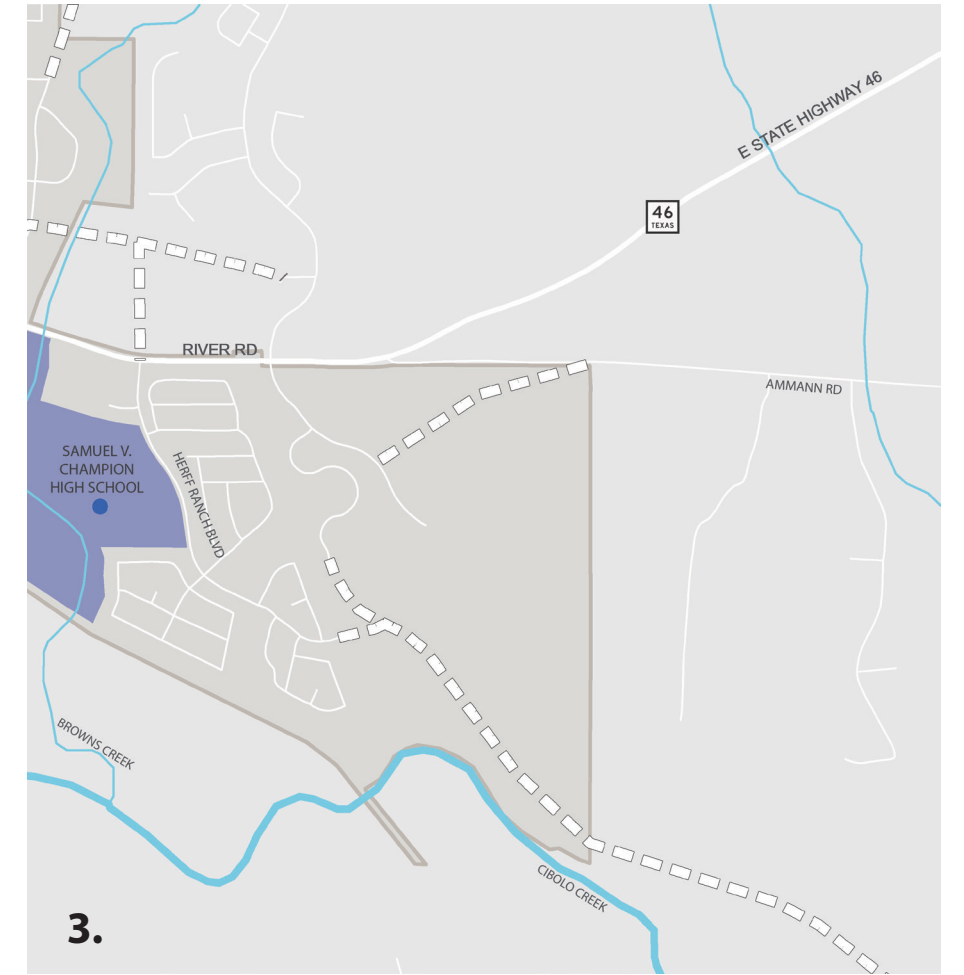 E STATE HIGHWAY 46
46
TEXAS
RIVER RD
AMMANN RD
SAMUEL V.
CHAMPION
HIGH SCHOOL
HERFF RANCH BLVD
BROWNS CREEK
CIBOLO CREEK
3.